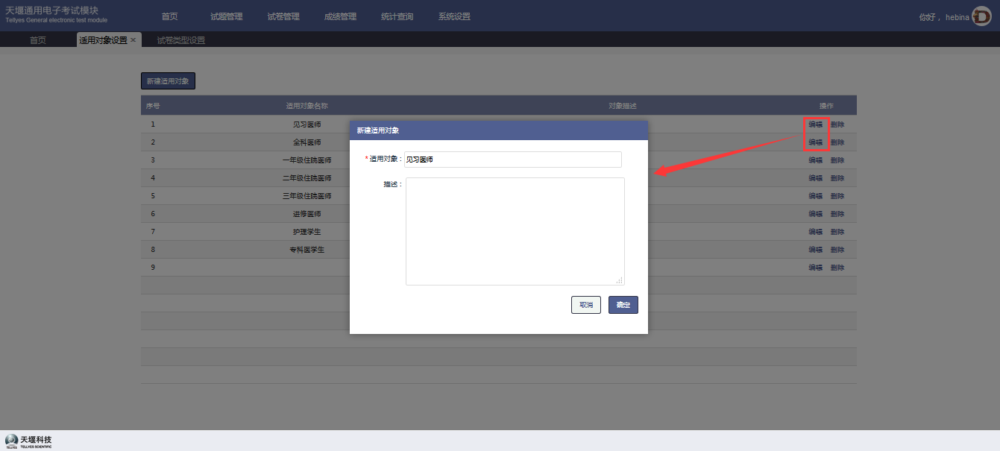 天堰通用电子考试模块
Tellyes General electronic test module
首页 试题管理 试卷管理 成绩管理 统计查询 系统设置
你好， hebina
首页 适用对象设置 × 试卷类型设置
新建适用对象
序号 适用对象名称 对象描述 操作
1 见习医师 编辑 删除
2 全科医师 编辑 删除
3 一年级住院医师 编辑 删除
4 二年级住院医师 编辑 删除
5 三年级住院医师 编辑 删除
6 进修医师 编辑 删除
7 护理学生 编辑 删除
8 专科医学生 编辑 删除
9 编辑 删除
新建适用对象
*适用对象： 见习医师
描述：
取消 确定
天堰科技
TELLYES SCIENTIFIC
TELLYES